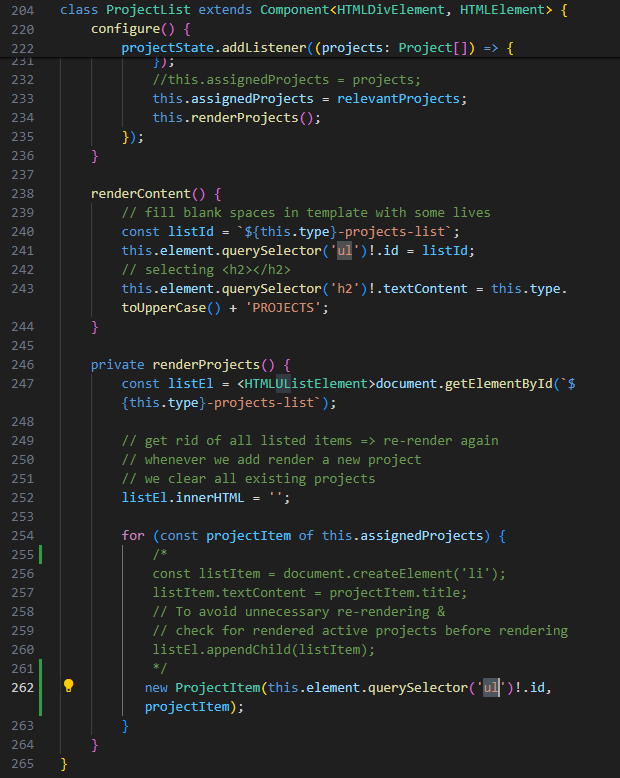 204 class ProjectList extends Component<HTMLDivElement, HTMLElement> {
220 configure() {
222 projectState.addListener((projects: Project[]) => {
231 });
232 //this.assignedProjects = projects;
233 this.assignedProjects = relevantProjects;
234 this.renderProjects();
235 });
236 }
237
238 renderContent() {
239 // fill blank spaces in template with some lives
240 const listId = `${this.type}-projects-list`;
241 this.element.querySelector('ul')!.id = listId;
242 // selecting <h2></h2>
243 this.element.querySelector('h2')!.textContent = this.type.
toUpperCase() + 'PROJECTS';
244 }
245
246 private renderProjects() {
247 const listEl = <HTMLUListElement>document.getElementById(`$
{this.type}-projects-list`);
248
249 // get rid of all listed items => re-render again
250 // whenever we add render a new project
251 // we clear all existing projects
252 listEl.innerHTML = '';
253
254 for (const projectItem of this.assignedProjects) {
255 /*
256 const listItem = document.createElement('li');
257 listItem.textContent = projectItem.title;
258 // To avoid unnecessary re-rendering &
259 // check for rendered active projects before rendering
260 listEl.appendChild(listItem);
261 */
262 new ProjectItem(this.element.querySelector('ul')!.id,
projectItem);
263 }
264 }
265 }